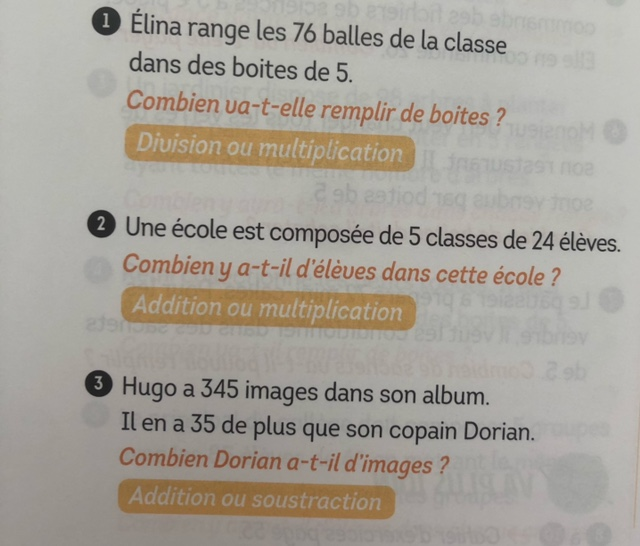 1 Élina range les 76 balles de la classe
dans des boites de 5.
Combien va-t-elle remplir de boites ?
Division ou multiplication
2 Une école est composée de 5 classes de 24 élèves.
Combien y a-t-il d'élèves dans cette école ?
Addition ou multiplication
3 Hugo a 345 images dans son album.
Il en a 35 de plus que son copain Dorian.
Combien Dorian a-t-il d'images ?
Addition ou soustraction